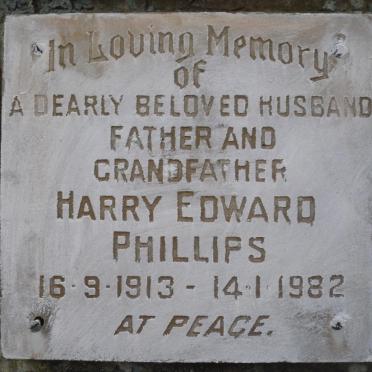 In Loving Memory
of
A DEARLY BELOVED HUSBAND
FATHER AND
GRANDFATHER
HARRY EDWARD
PHILLIPS
16·9·1913 - 14·1·1982
AT PEACE.